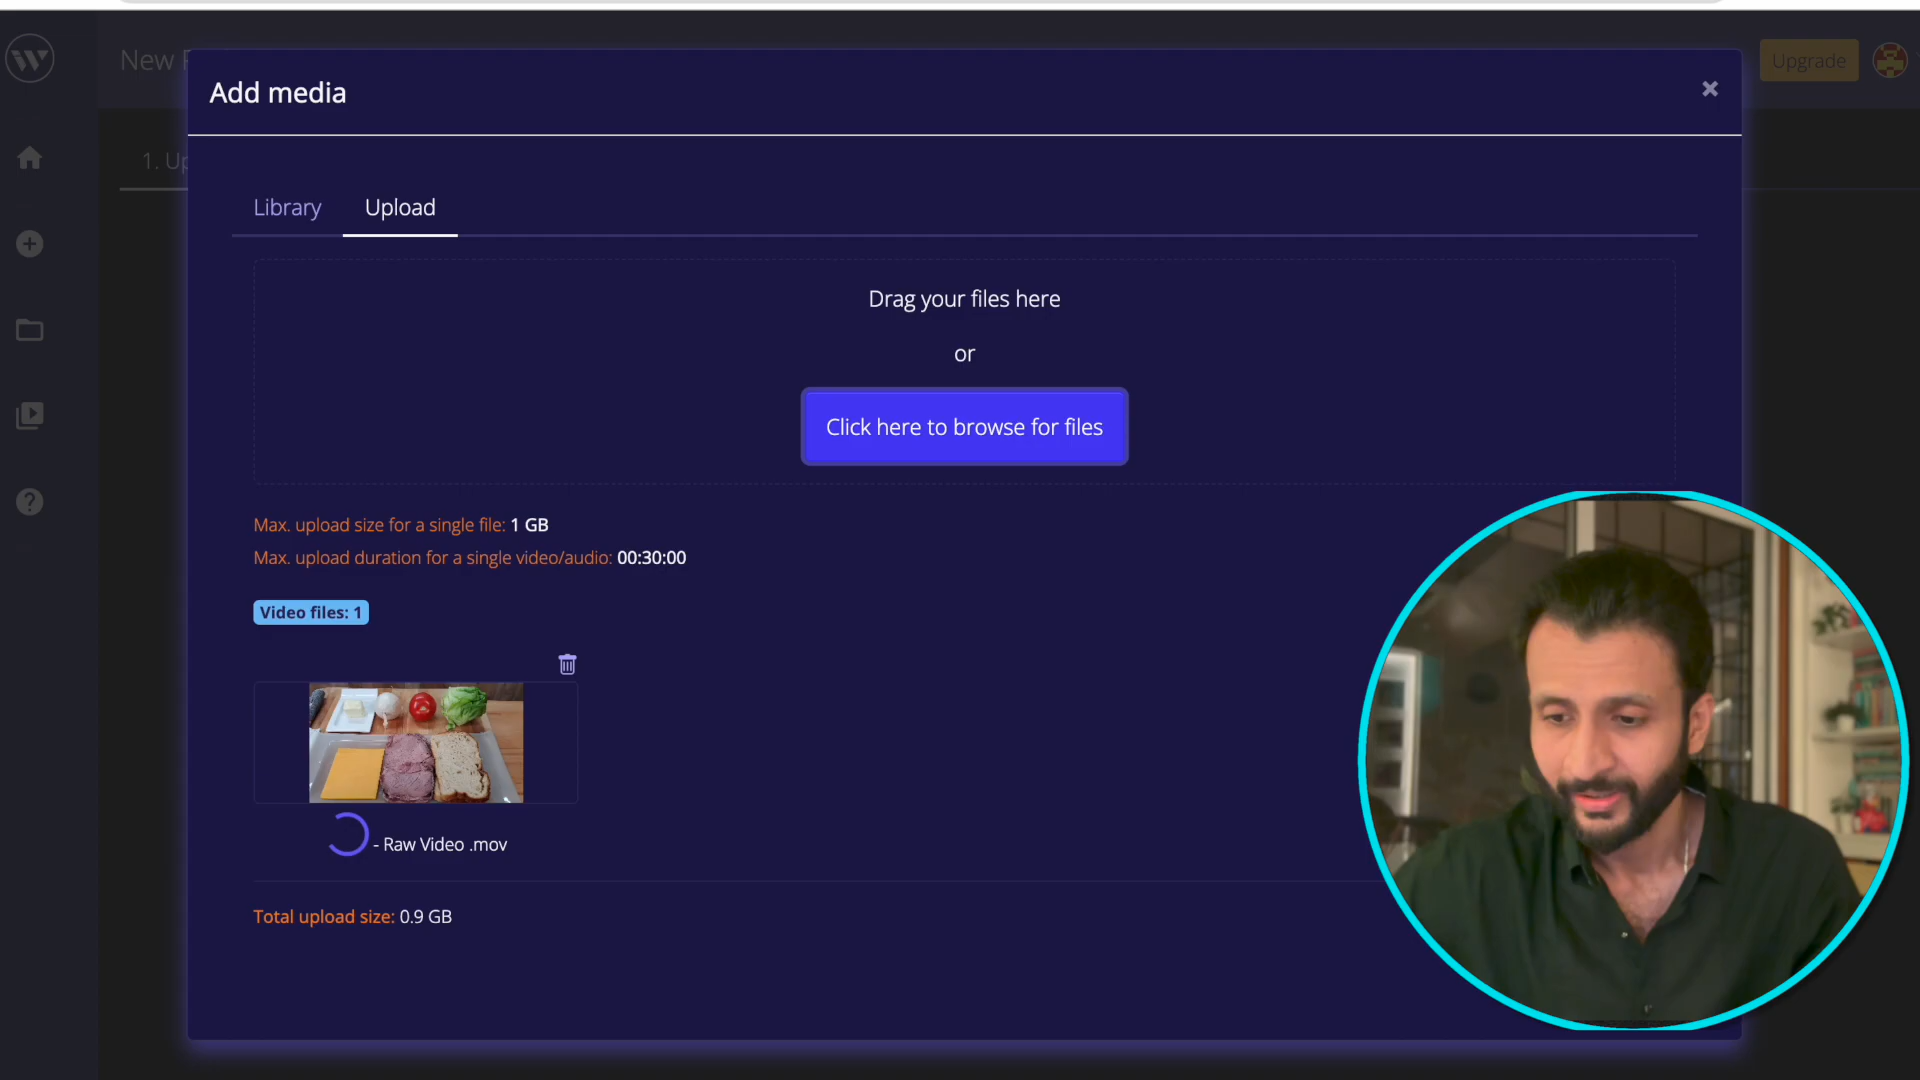 New
Upgrade
Add media
1. Up
Library
Upload
Drag your files here
or
Click here to browse for files
Max. upload size for a single file: 1 GB
Max. upload duration for a single video/audio: 00:30:00
Video files: 1
- Raw Video .mov
Total upload size: 0.9 GB